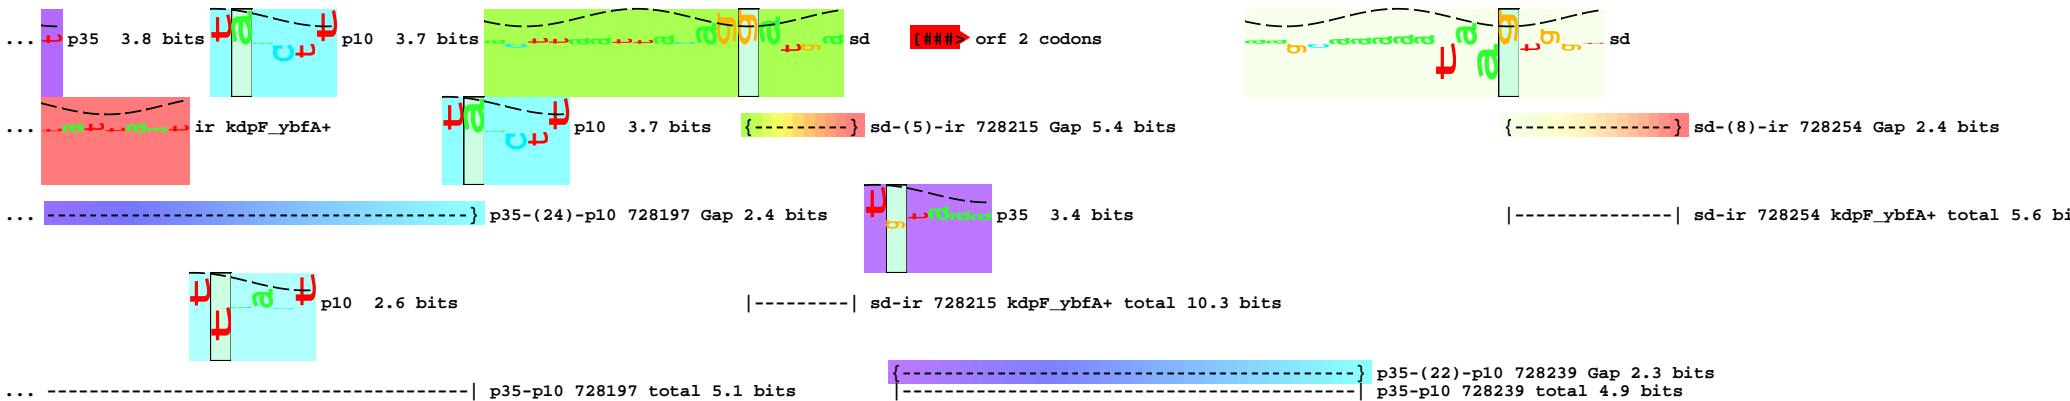 ... p35 3.8 bits p10 3.7 bits sd [###> orf 2 codons sd
... ir kdpF_ybfA+ p10 3.7 bits {---------} sd-(5)-ir 728215 Gap 5.4 bits {------------} sd-(8)-ir 728254 Gap 2.4 bits
... ---------------------------------------} p35-(24)-p10 728197 Gap 2.4 bits p35 3.4 bits |--------------| sd-ir 728254 kdpF_ybfA+ total 5.6 bi
p10 2.6 bits |---------| sd-ir 728215 kdpF_ybfA+ total 10.3 bits
{------------------------------------------} p35-(22)-p10 728239 Gap 2.3 bits
... ---------------------------------------| p35-p10 728197 total 5.1 bits |------------------------------------------| p35-p10 728239 total 4.9 bits